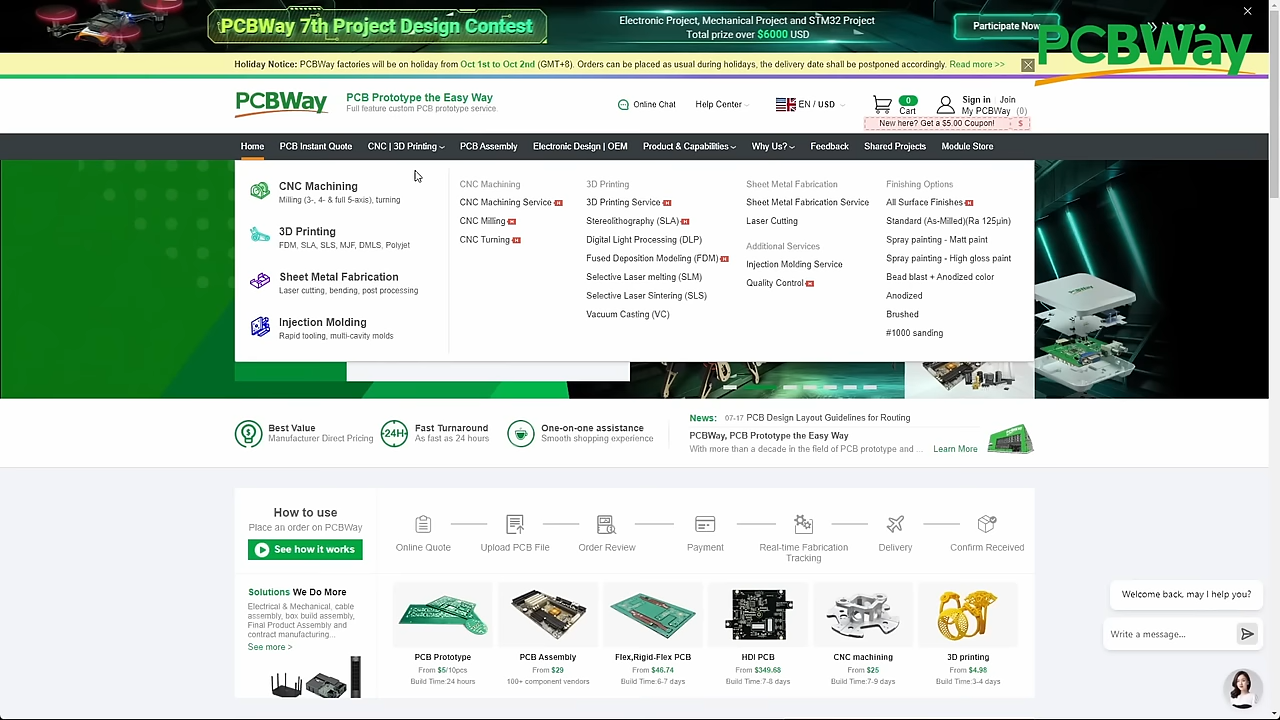 PCBWay 7th Project Design Contest
Electronic Project, Mechanical Project and STM32 Project
Total prize over $6000 USD
Participate Now
PCBWay
Holiday Notice: PCBWay factories will be on holiday from Oct 1st to Oct 2nd (GMT+8). Orders can be placed as usual during holidays, the delivery date shall be postponed accordingly. Read more >>
PCBWay
PCB Prototype the Easy Way
Full feature custom PCB prototype service.
Online Chat
Help Center
EN / USD
0
Cart
Sign in
Join
My PCBWay (0)
New here? Get a $5.00 Coupon! $
Home
PCB Instant Quote
CNC | 3D Printing
PCB Assembly
Electronic Design | OEM
Product & Capabilities
Why Us?
Feedback
Shared Projects
Module Store
CNC Machining
Milling (3-, 4- & full 5-axis), turning
3D Printing
FDM, SLA, SLS, MJF, DMLS, Polyjet
Sheet Metal Fabrication
Laser cutting, bending, post processing
Injection Molding
Rapid tooling, multi-cavity molds
CNC Machining
CNC Machining Service
CNC Milling
CNC Turning
3D Printing
3D Printing Service
Stereolithography (SLA)
Digital Light Processing (DLP)
Fused Deposition Modeling (FDM)
Selective Laser melting (SLM)
Selective Laser Sintering (SLS)
Vacuum Casting (VC)
Sheet Metal Fabrication
Sheet Metal Fabrication Service
Laser Cutting
Additional Services
Injection Molding Service
Quality Control
Finishing Options
All Surface Finishes
Standard (As-Milled)(Ra 125µin)
Spray painting - Matt paint
Spray painting - High gloss paint
Bead blast + Anodized color
Anodized
Brushed
#1000 sanding
Best Value
Manufacturer Direct Pricing
24H
Fast Turnaround
As fast as 24 hours
One-on-one assistance
Smooth shopping experience
News: 07-17 PCB Design Layout Guidelines for Routing
PCBWay, PCB Prototype the Easy Way
With more than a decade in the field of PCB prototype and ... Learn More
How to use
Place an order on PCBWay
See how it works
Online Quote
Upload PCB File
Order Review
Payment
Real-time Fabrication
Tracking
Delivery
Confirm Received
Solutions We Do More
Electrical & Mechanical, cable
assembly, box build assembly,
Final Product Assembly and
contract manufacturing...
See more >
PCB Prototype
From $5/10pcs
Build Time:24 hours
PCB Assembly
From $29
100+ component vendors
Flex,Rigid-Flex PCB
From $46.74
Build Time:6-7 days
HDI PCB
From $349.68
Build Time:7-8 days
CNC machining
From $25
Build Time:7-9 days
3D printing
From $4.98
Build Time:3-4 days
Welcome back, may I help you?
Write a message...